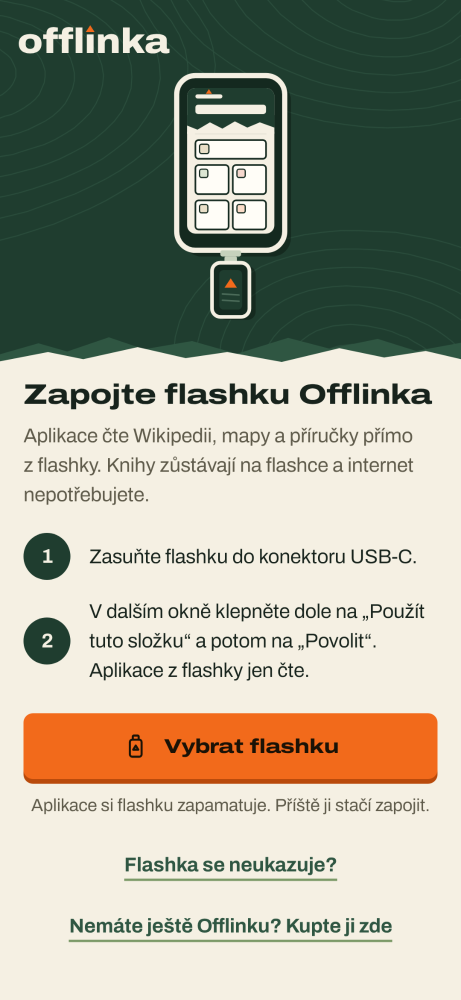 offlinka
Zapojte flashku Offlinka
Aplikace čte Wikipedii, mapy a příručky přímo
z flashky. Knihy zůstávají na flashce a internet
nepotřebujete.
1
Zasuňte flashku do konektoru USB-C.
2
V dalším okně klepněte dole na „Použít
tuto složku“ a potom na „Povolit“.
Aplikace z flashky jen čte.
Vybrat flashku
Aplikace si flashku zapamatuje. Příště ji stačí zapojit.
Flashka se neukazuje?
Nemáte ještě Offlinku? Kupte ji zde